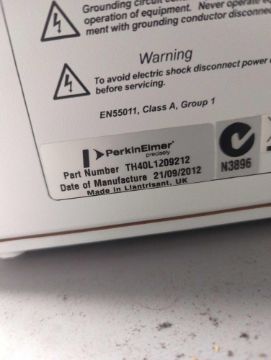 Grounding circuit
operation of equipment. Never operate
ment with grounding conductor disconnec
Warning
To avoid electric shock disconnect power
before servicing.
EN55011, Class A, Group 1
PerkinElmer
precisely
Part Number TH40L1209212
Date of Manufacture 21/09/2012
Made in Llantrisant, UK
N3896